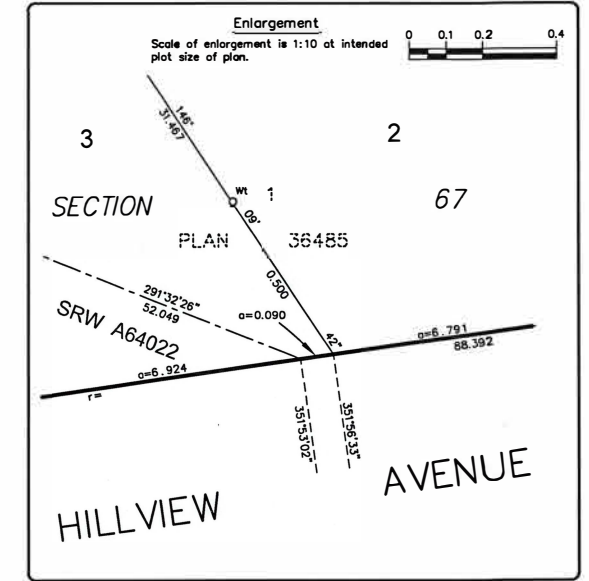 Enlargement
Scale of enlargement is 1:10 at intended
plot size of plan.
0 0.1 0.2 0.4
146°
31.467
3
2
Wt 1
SECTION
67
09'
PLAN 36485
0.500
291°32'26"
52.049
a=0.090
SRW A64022
42"
a=6.791
88.392
a=6.924
r=
351°53'02"
351°56'33"
HILLVIEW AVENUE